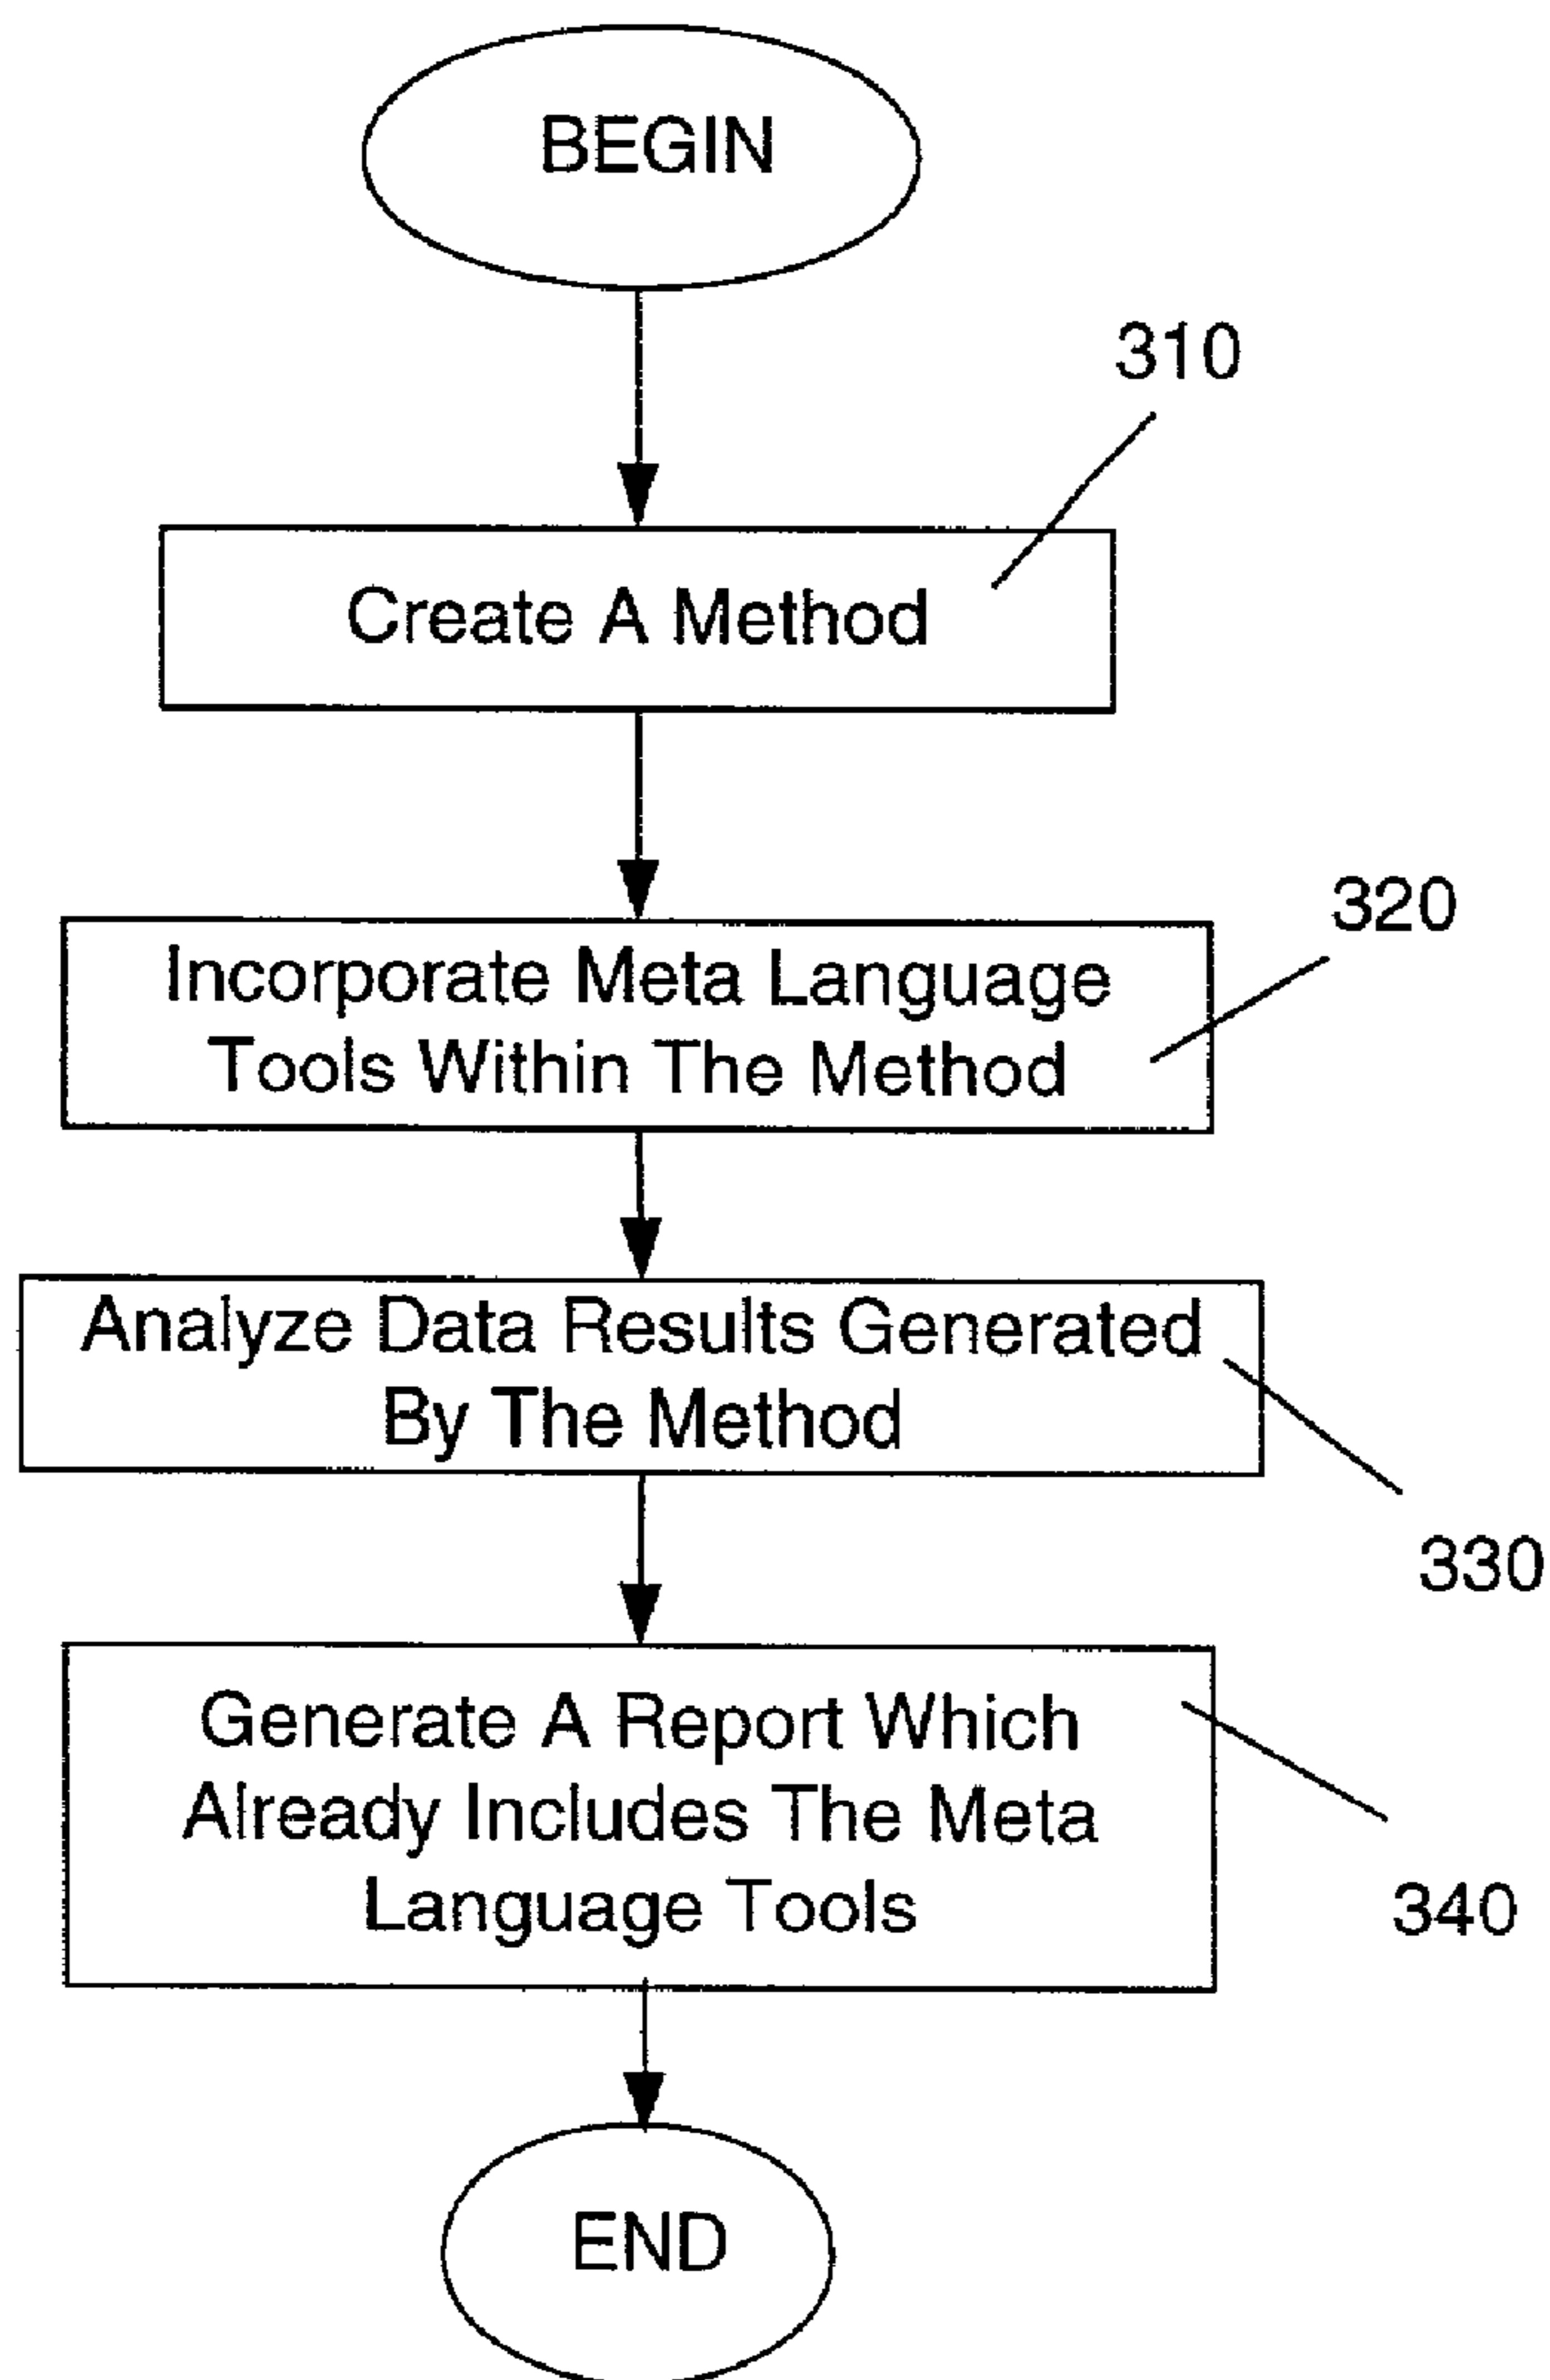 BEGIN
310
Create A Method
320
Incorporate Meta Language
Tools Within The Method
Analyze Data Results Generated
By The Method
330
Generate A Report Which
Already Includes The Meta
Language Tools
340
END